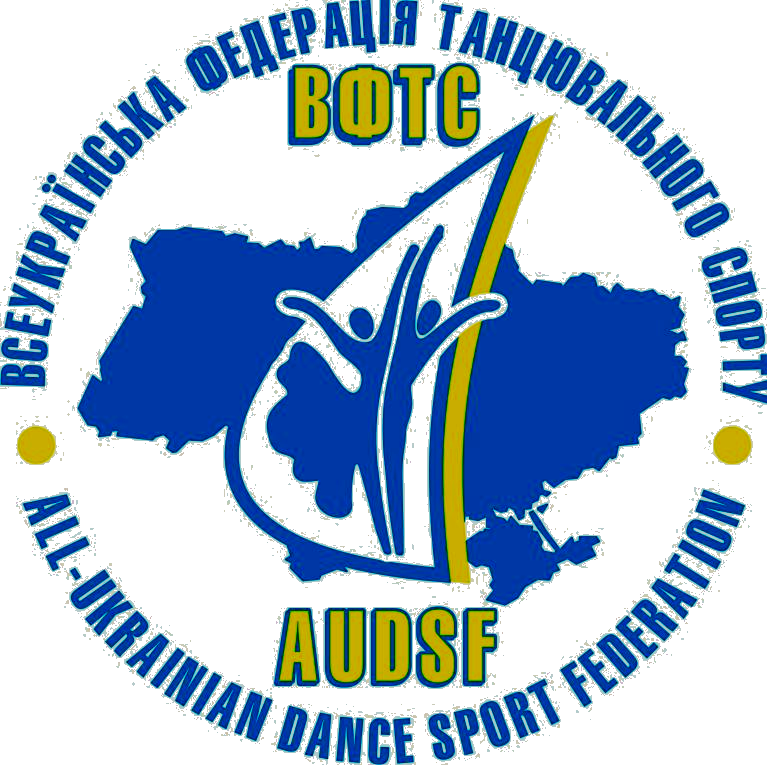 ВСЕУКРАЇНСЬКА ФЕДЕРАЦІЯ ТАНЦЮВАЛЬНОГО СПОРТУ
ВФТС
AUDSF
ALL-UKRAINIAN DANCE SPORT FEDERATION